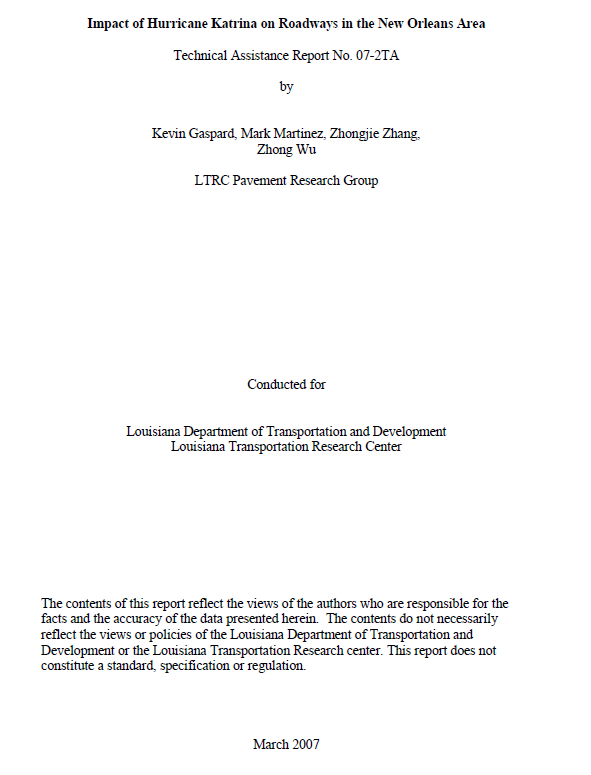 Impact of Hurricane Katrina on Roadways in the New Orleans Area
Technical Assistance Report No. 07-2TA
by
Kevin Gaspard, Mark Martinez, Zhongjie Zhang,
Zhong Wu
LTRC Pavement Research Group
Conducted for
Louisiana Department of Transportation and Development
Louisiana Transportation Research Center
The contents of this report reflect the views of the authors who are responsible for the
facts and the accuracy of the data presented herein.  The contents do not necessarily
reflect the views or policies of the Louisiana Department of Transportation and
Development or the Louisiana Transportation Research center. This report does not
constitute a standard, specification or regulation.
March 2007